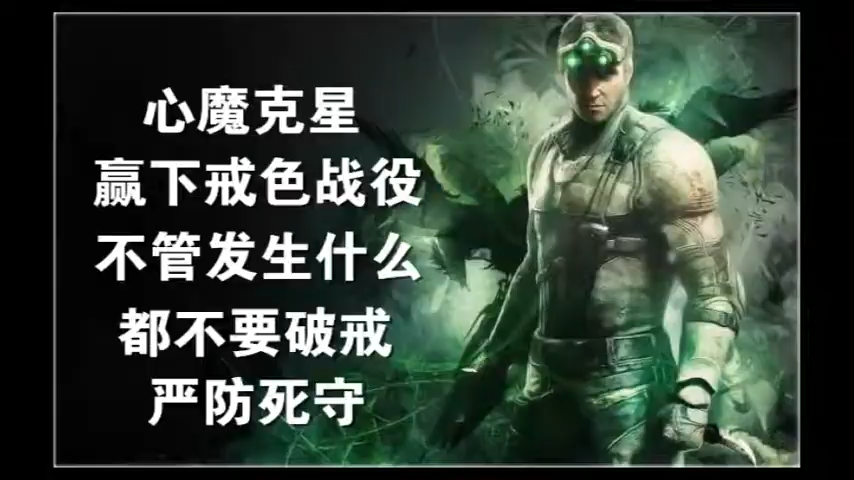 心魔克星
赢下戒色战役
不管发生什么
都不要破戒
严防死守